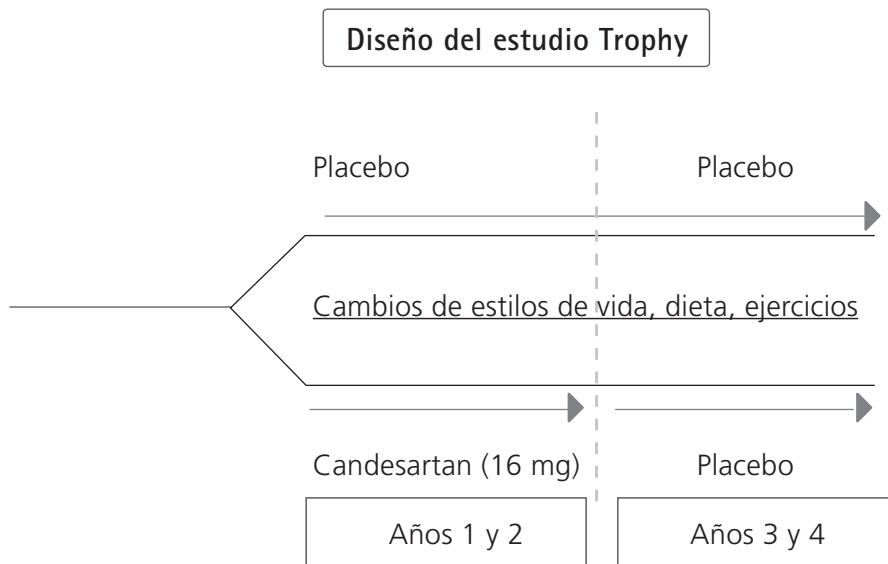 Diseño del estudio Trophy
Placebo Placebo
Cambios de estilos de vida, dieta, ejercicios
Candesartan (16 mg) Placebo
Años 1 y 2 Años 3 y 4